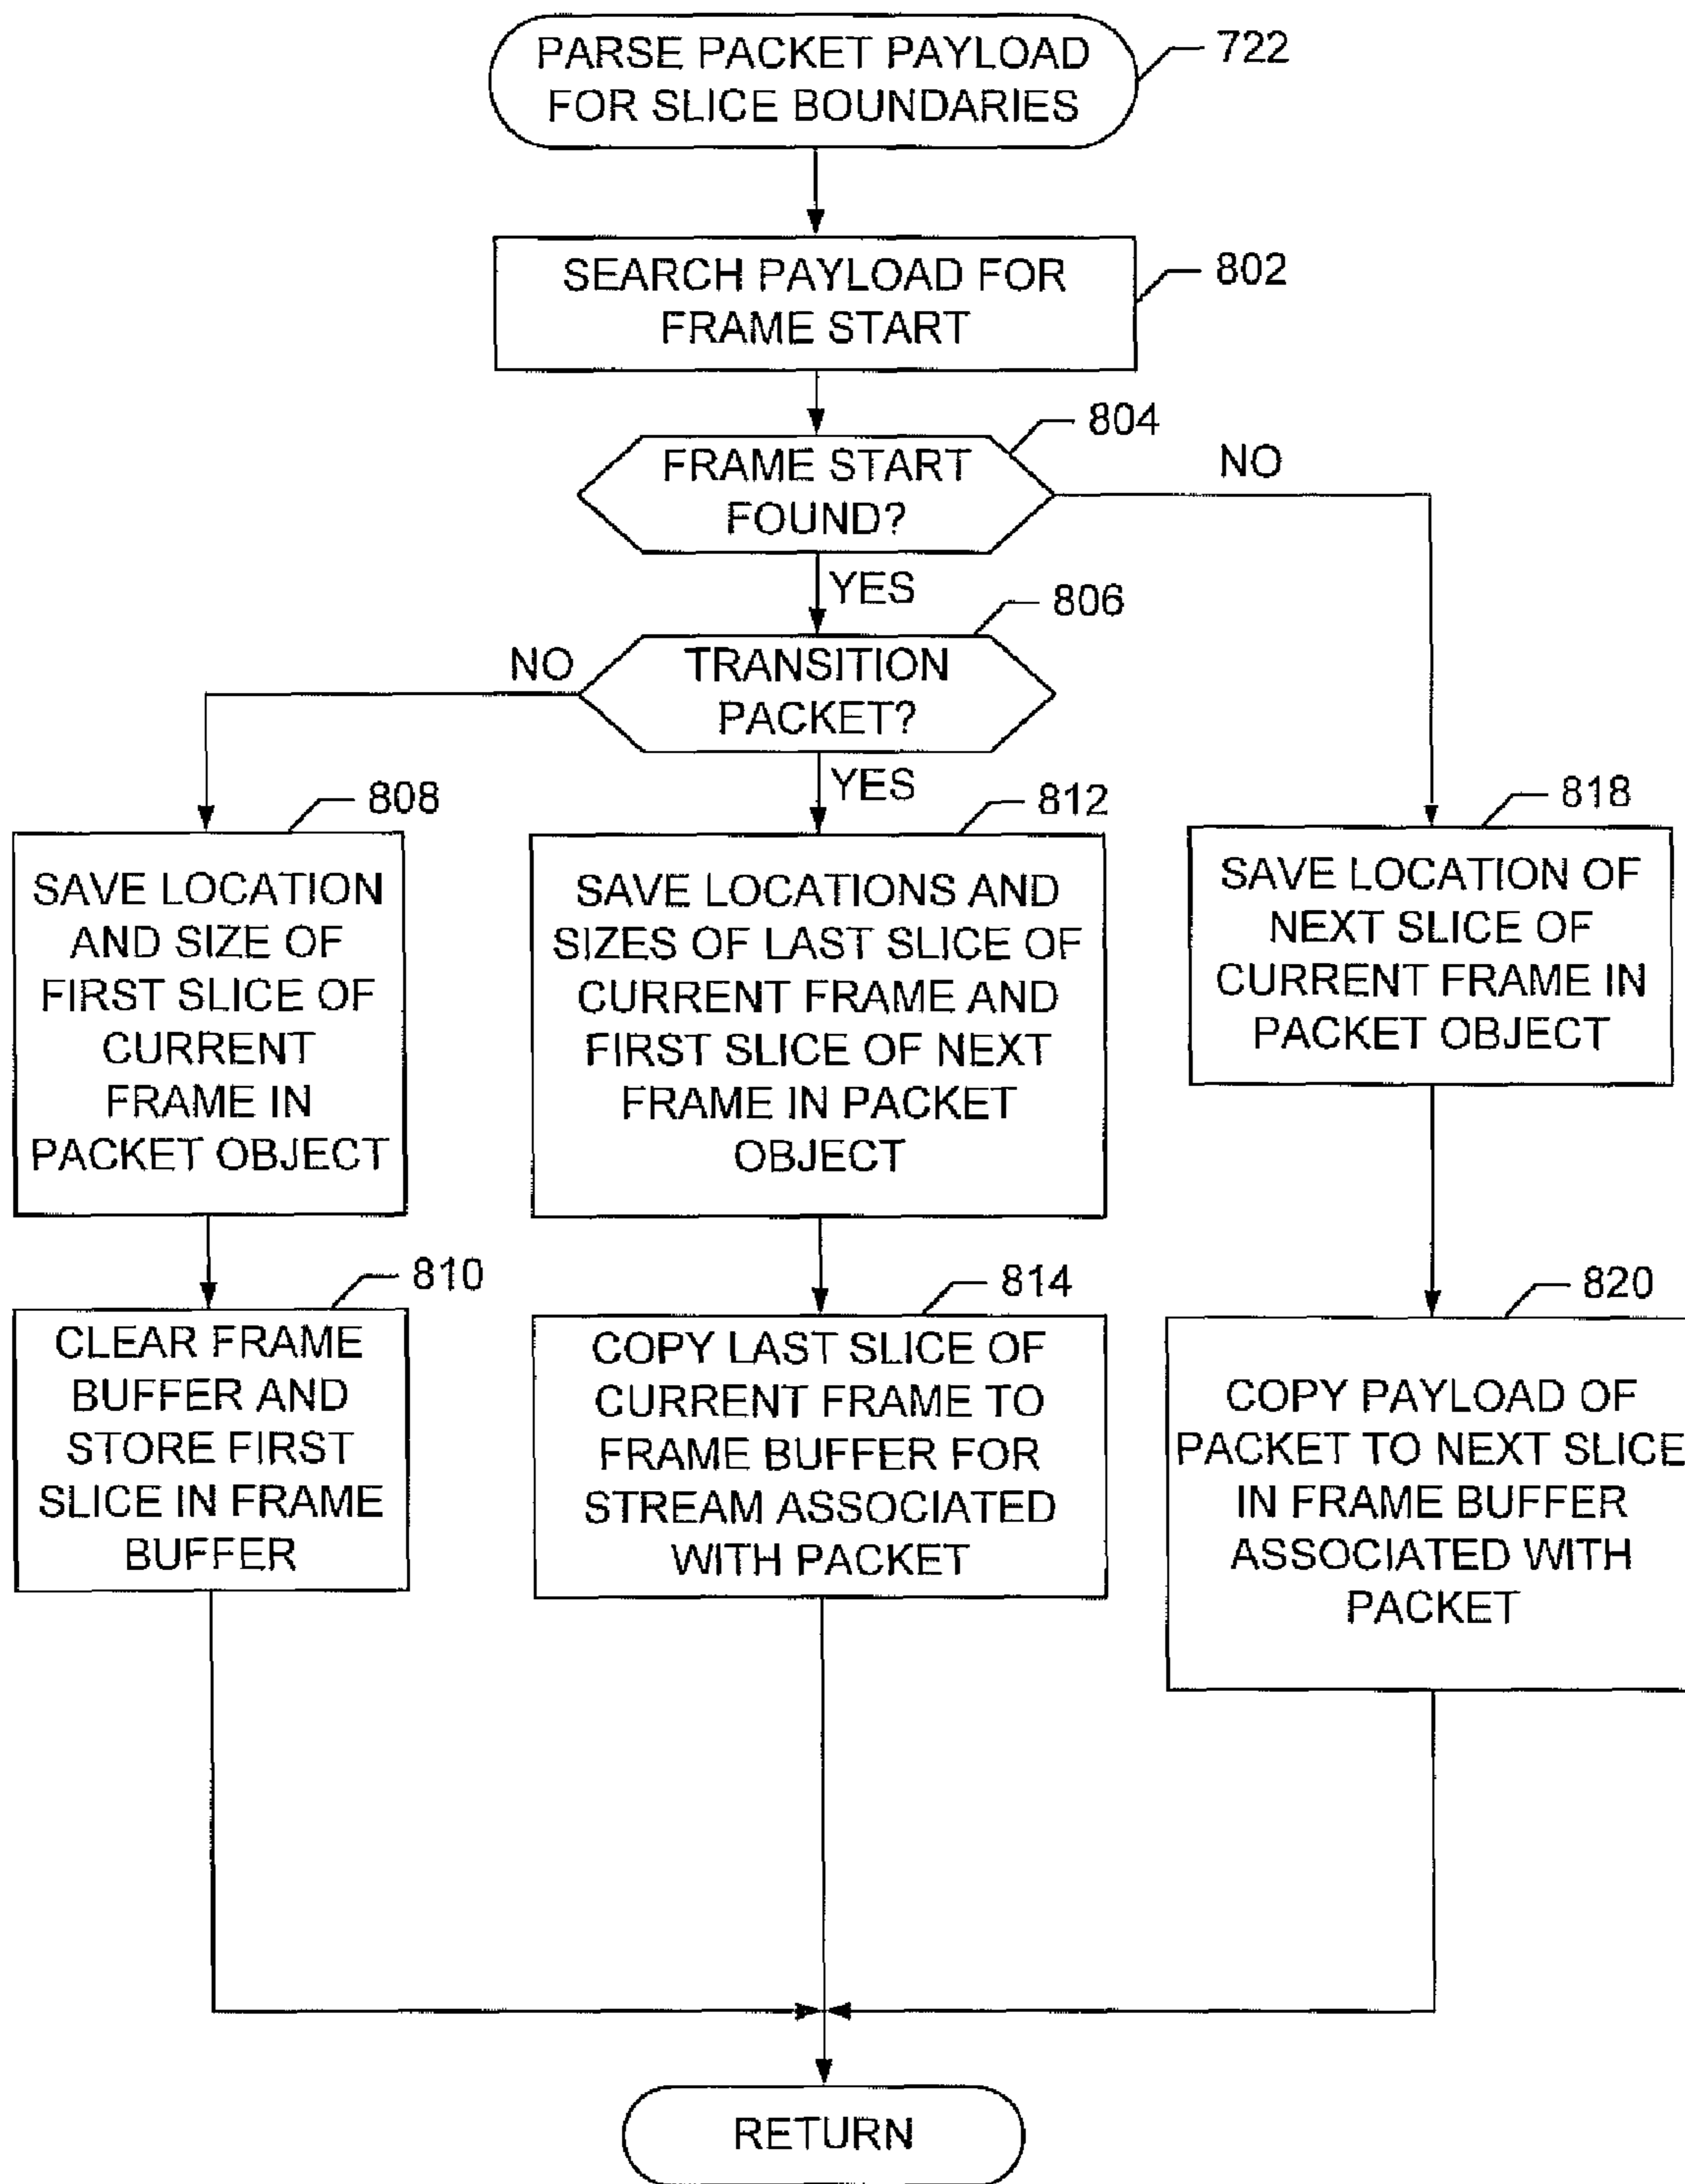 PARSE PACKET PAYLOAD
FOR SLICE BOUNDARIES
722
SEARCH PAYLOAD FOR
FRAME START
802
804
FRAME START
FOUND?
NO
YES
806
NO
TRANSITION
PACKET?
YES
808
SAVE LOCATION
AND SIZE OF
FIRST SLICE OF
CURRENT
FRAME IN
PACKET OBJECT
812
SAVE LOCATIONS AND
SIZES OF LAST SLICE OF
CURRENT FRAME AND
FIRST SLICE OF NEXT
FRAME IN PACKET
OBJECT
818
SAVE LOCATION OF
NEXT SLICE OF
CURRENT FRAME IN
PACKET OBJECT
810
CLEAR FRAME
BUFFER AND
STORE FIRST
SLICE IN FRAME
BUFFER
814
COPY LAST SLICE OF
CURRENT FRAME TO
FRAME BUFFER FOR
STREAM ASSOCIATED
WITH PACKET
820
COPY PAYLOAD OF
PACKET TO NEXT SLICE
IN FRAME BUFFER
ASSOCIATED WITH
PACKET
RETURN